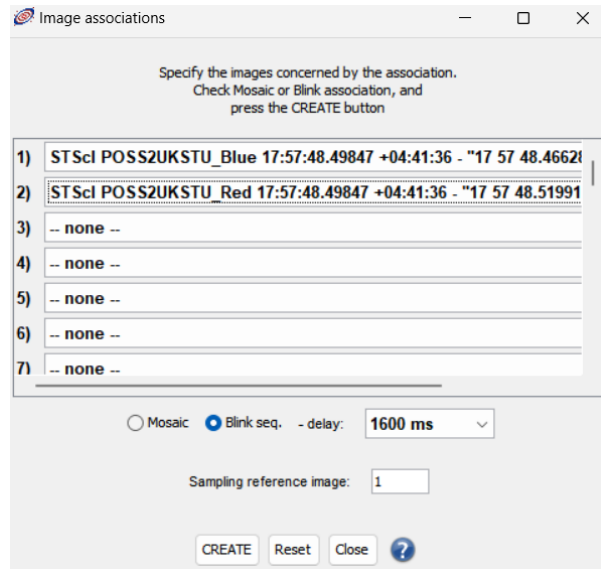 Image associations
Specify the images concerned by the association.
Check Mosaic or Blink association, and
press the CREATE button
1) STScI POSS2UKSTU_Blue 17:57:48.49847 +04:41:36 - "17 57 48.46628
2) STScI POSS2UKSTU_Red 17:57:48.49847 +04:41:36 - "17 57 48.51991
3) -- none --
4) -- none --
5) -- none --
6) -- none --
7) -- none --
Mosaic Blink seq. - delay: 1600 ms
Sampling reference image: 1
CREATE Reset Close ?